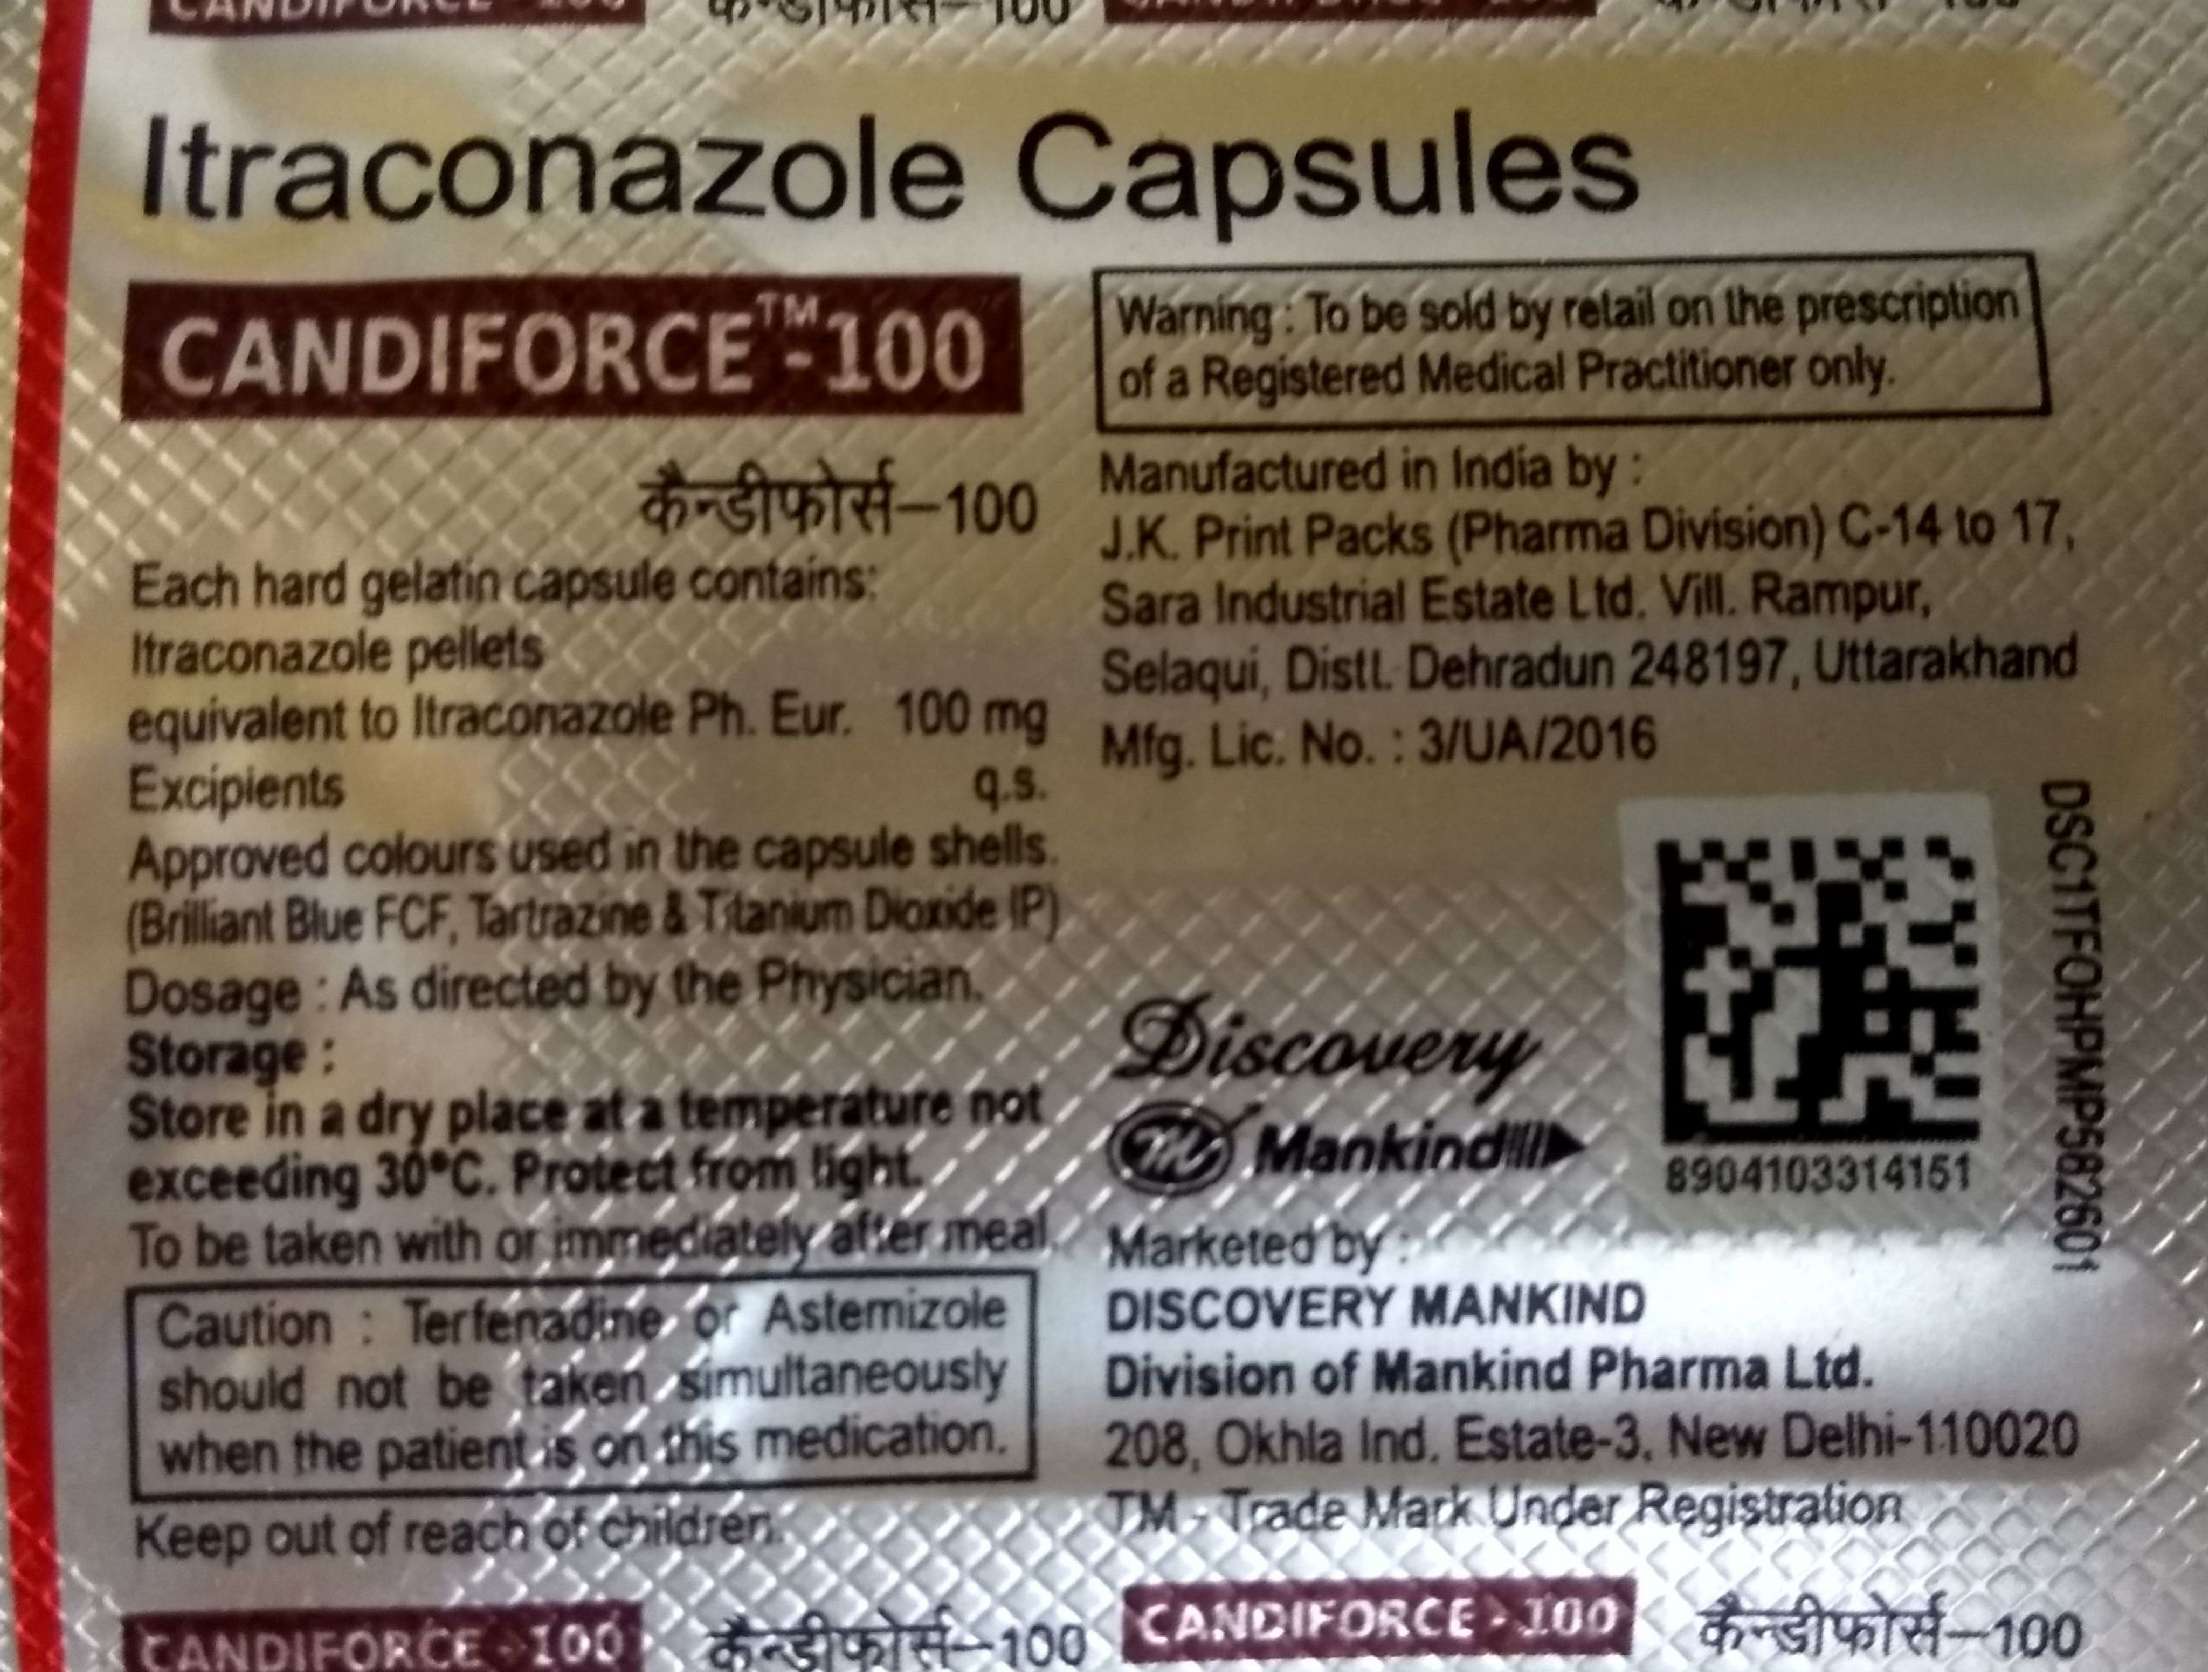 CANDIFORCE - 100 कैन्डीफोर्स–100 CANDIFORCE - 100 कैन्डीफोर्स–100
Itraconazole Capsules
CANDIFORCE™-100
कैन्डीफोर्स–100
Each hard gelatin capsule contains:
Itraconazole pellets
equivalent to Itraconazole Ph. Eur. 100 mg
Excipients q.s.
Approved colours used in the capsule shells.
(Brilliant Blue FCF, Tartrazine & Titanium Dioxide IP)
Dosage : As directed by the Physician.
Storage :
Store in a dry place at a temperature not
exceeding 30°C. Protect from light.
To be taken with or immediately after meal.
Caution : Terfenadine or Astemizole
should not be taken simultaneously
when the patient is on this medication.
Keep out of reach of children.
Warning : To be sold by retail on the prescription
of a Registered Medical Practitioner only.
Manufactured in India by :
J.K. Print Packs (Pharma Division) C-14 to 17,
Sara Industrial Estate Ltd. Vill. Rampur,
Selaqui, Distt. Dehradun 248197, Uttarakhand
Mfg. Lic. No. : 3/UA/2016
Discovery
Mankind
8904103314151
DSC1TFOHPMP5826601
Marketed by :
DISCOVERY MANKIND
Division of Mankind Pharma Ltd.
208, Okhla Ind. Estate-3, New Delhi-110020
TM - Trade Mark Under Registration
CANDIFORCE - 100 कैन्डीफोर्स–100 CANDIFORCE - 100 कैन्डीफोर्स–100